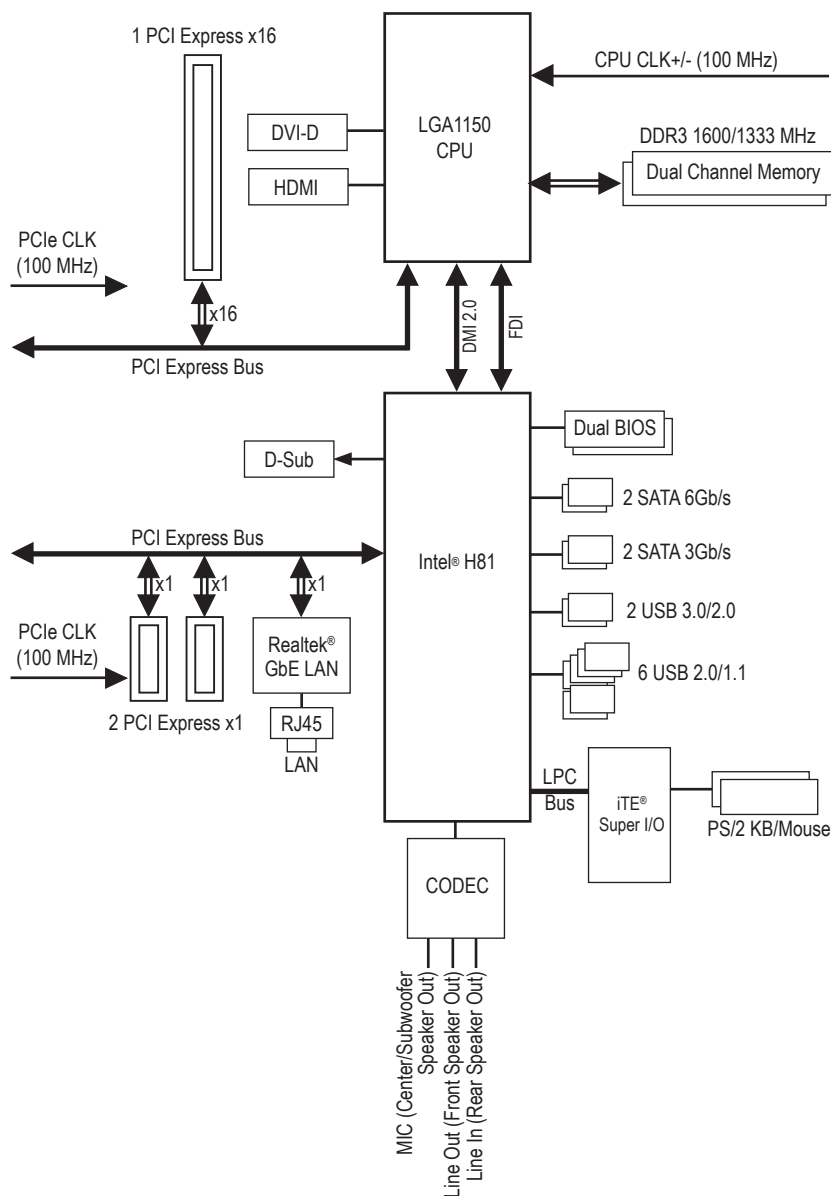 1 PCI Express x16
CPU CLK+/- (100 MHz)
DVI-D
LGA1150
CPU
DDR3 1600/1333 MHz
Dual Channel Memory
HDMI
PCIe CLK
(100 MHz)
x16
DMI 2.0
FDI
PCI Express Bus
Dual BIOS
D-Sub
2 SATA 6Gb/s
PCI Express Bus
Intel® H81
2 SATA 3Gb/s
x1
x1
x1
2 USB 3.0/2.0
PCIe CLK
(100 MHz)
Realtek®
GbE LAN
6 USB 2.0/1.1
2 PCI Express x1
RJ45
LAN
LPC
Bus
iTE®
Super I/O
PS/2 KB/Mouse
CODEC
MIC (Center/Subwoofer
Speaker Out)
Line Out (Front Speaker Out)
Line In (Rear Speaker Out)